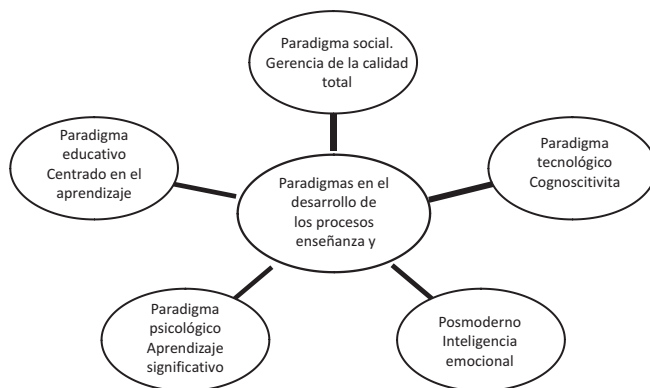 Paradigma social.
Gerencia de la calidad
total
Paradigma
educativo
Centrado en el
aprendizaje
Paradigma
tecnológico
Cognoscitivita
Paradigmas en el
desarrollo de
los procesos
enseñanza y
Paradigma
psicológico
Aprendizaje
significativo
Posmoderno
Inteligencia
emocional